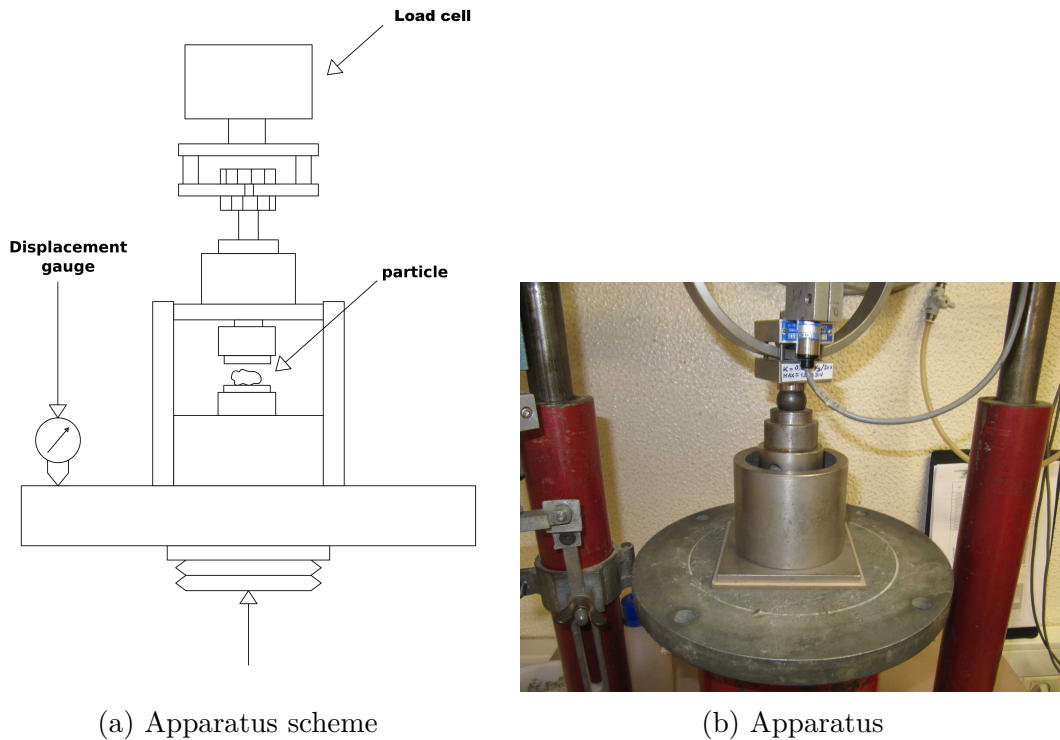 Load cell
Displacement
gauge
particle
(a) Apparatus scheme
(b) Apparatus